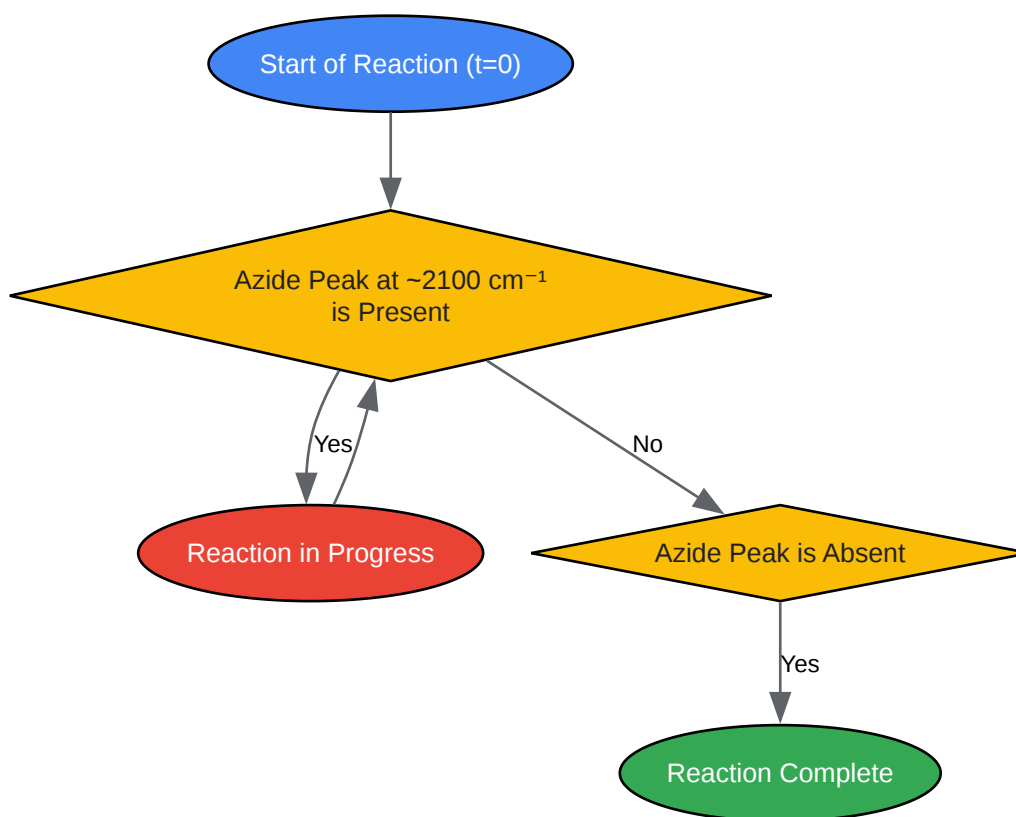 Start of Reaction (t=0)
Azide Peak at ~2100 cm⁻¹
is Present
Yes
No
Reaction in Progress
Azide Peak is Absent
Yes
Reaction Complete